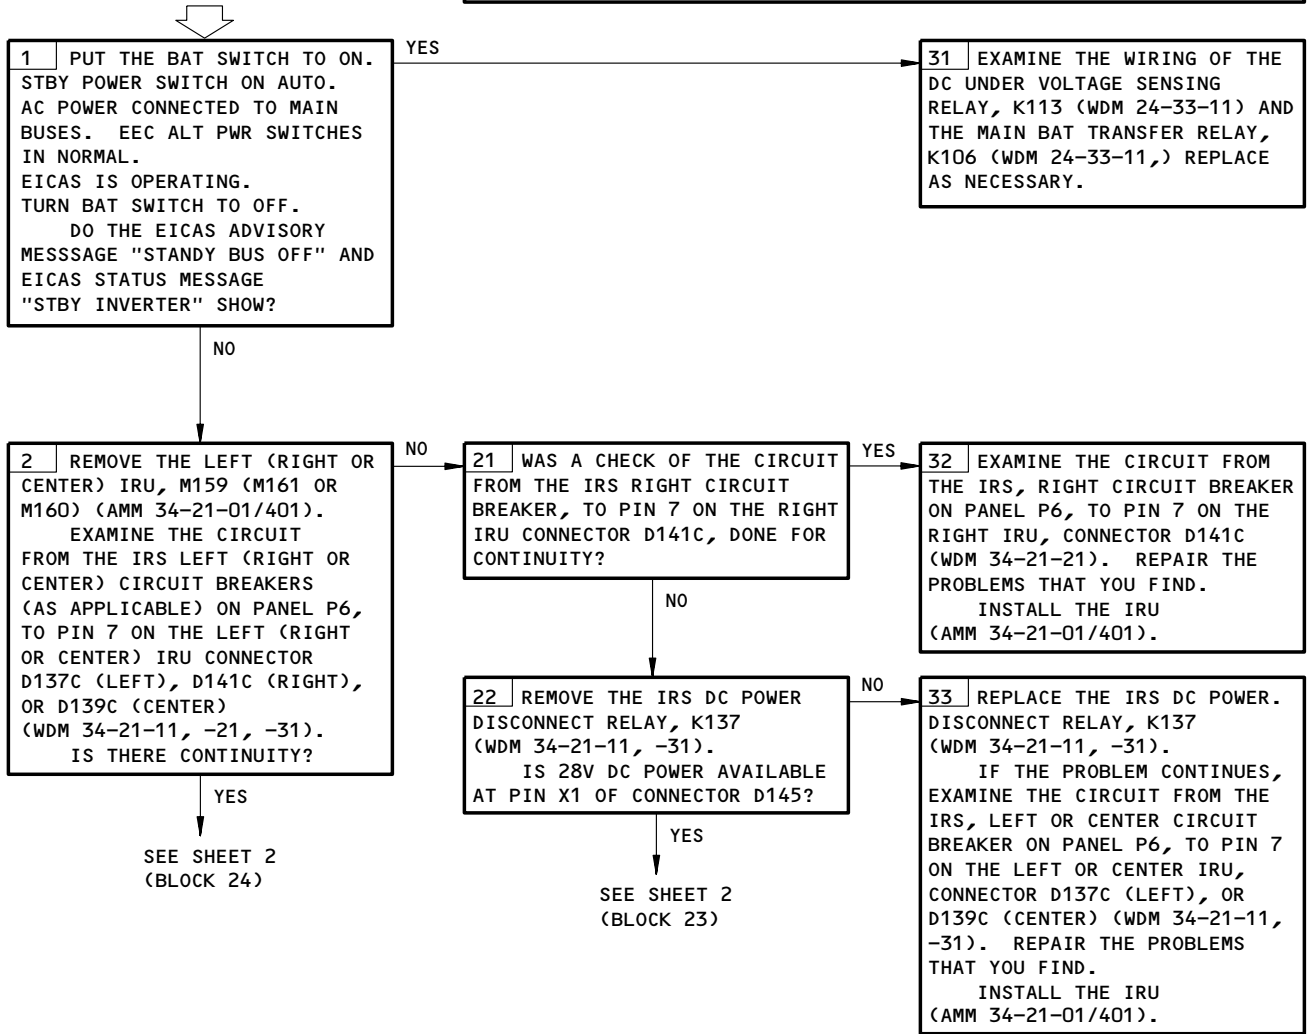 1 PUT THE BAT SWITCH TO ON.
STBY POWER SWITCH ON AUTO.
AC POWER CONNECTED TO MAIN
BUSES. EEC ALT PWR SWITCHES
IN NORMAL.
EICAS IS OPERATING.
TURN BAT SWITCH TO OFF.
DO THE EICAS ADVISORY
MESSSAGE "STANDY BUS OFF" AND
EICAS STATUS MESSAGE
"STBY INVERTER" SHOW?
YES
31 EXAMINE THE WIRING OF THE
DC UNDER VOLTAGE SENSING
RELAY, K113 (WDM 24-33-11) AND
THE MAIN BAT TRANSFER RELAY,
K106 (WDM 24-33-11,) REPLACE
AS NECESSARY.
NO
2 REMOVE THE LEFT (RIGHT OR
CENTER) IRU, M159 (M161 OR
M160) (AMM 34-21-01/401).
EXAMINE THE CIRCUIT
FROM THE IRS LEFT (RIGHT OR
CENTER) CIRCUIT BREAKERS
(AS APPLICABLE) ON PANEL P6,
TO PIN 7 ON THE LEFT (RIGHT
OR CENTER) IRU CONNECTOR
D137C (LEFT), D141C (RIGHT),
OR D139C (CENTER)
(WDM 34-21-11, -21, -31).
IS THERE CONTINUITY?
YES
SEE SHEET 2
(BLOCK 24)
NO
21 WAS A CHECK OF THE CIRCUIT
FROM THE IRS RIGHT CIRCUIT
BREAKER, TO PIN 7 ON THE RIGHT
IRU CONNECTOR D141C, DONE FOR
CONTINUITY?
YES
32 EXAMINE THE CIRCUIT FROM
THE IRS, RIGHT CIRCUIT BREAKER
ON PANEL P6, TO PIN 7 ON THE
RIGHT IRU, CONNECTOR D141C
(WDM 34-21-21). REPAIR THE
PROBLEMS THAT YOU FIND.
INSTALL THE IRU
(AMM 34-21-01/401).
NO
22 REMOVE THE IRS DC POWER
DISCONNECT RELAY, K137
(WDM 34-21-11, -31).
IS 28V DC POWER AVAILABLE
AT PIN X1 OF CONNECTOR D145?
YES
SEE SHEET 2
(BLOCK 23)
NO
33 REPLACE THE IRS DC POWER.
DISCONNECT RELAY, K137
(WDM 34-21-11, -31).
IF THE PROBLEM CONTINUES,
EXAMINE THE CIRCUIT FROM THE
IRS, LEFT OR CENTER CIRCUIT
BREAKER ON PANEL P6, TO PIN 7
ON THE LEFT OR CENTER IRU,
CONNECTOR D137C (LEFT), OR
D139C (CENTER) (WDM 34-21-11,
-31). REPAIR THE PROBLEMS
THAT YOU FIND.
INSTALL THE IRU
(AMM 34-21-01/401).